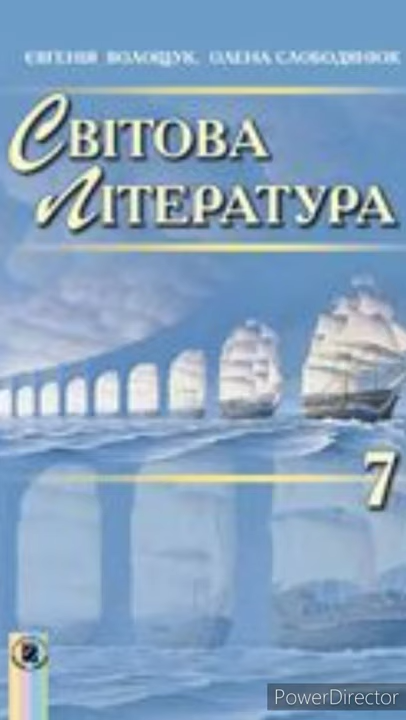 ЄВГЕНІЯ ВОЛОЩУК, ОЛЕНА СЛОБОДЯНЮК
СВІТОВА
ЛІТЕРАТУРА
7
PowerDirector